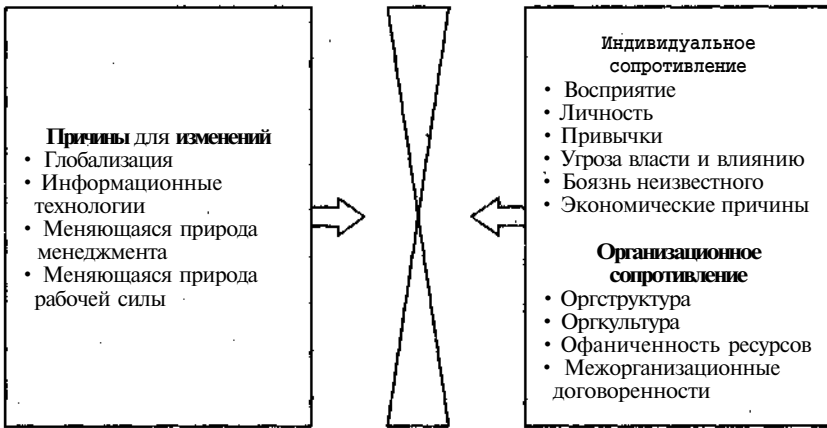 Причины для изменений
• Глобализация
• Информационные
технологии
• Меняющаяся природа
менеджмента
• Меняющаяся природа
рабочей силы
Индивидуальное
сопротивление
• Восприятие
• Личность
• Привычки
• Угроза власти и влиянию
• Боязнь неизвестного
• Экономические причины
Организационное
сопротивление
• Оргструктура
• Оргкультура
• Офаниченность ресурсов
• Межорганизационные
договоренности